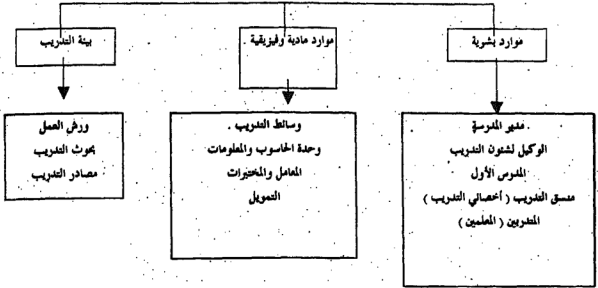 موارد بشرية
موارد مادية وفيزيقية
بيئة التدريب
مدير المدرسة
الوكيل لشئون التدريب
المدرس الأول
منسق التدريب ( أخصائي التدريب )
المتدربين ( المعلمين )
وسائط التدريب
وحدة الحاسوب والمعلومات
المعامل والمختبرات
التمويل
ورش العمل
بحوث التدريب
مصادر التدريب